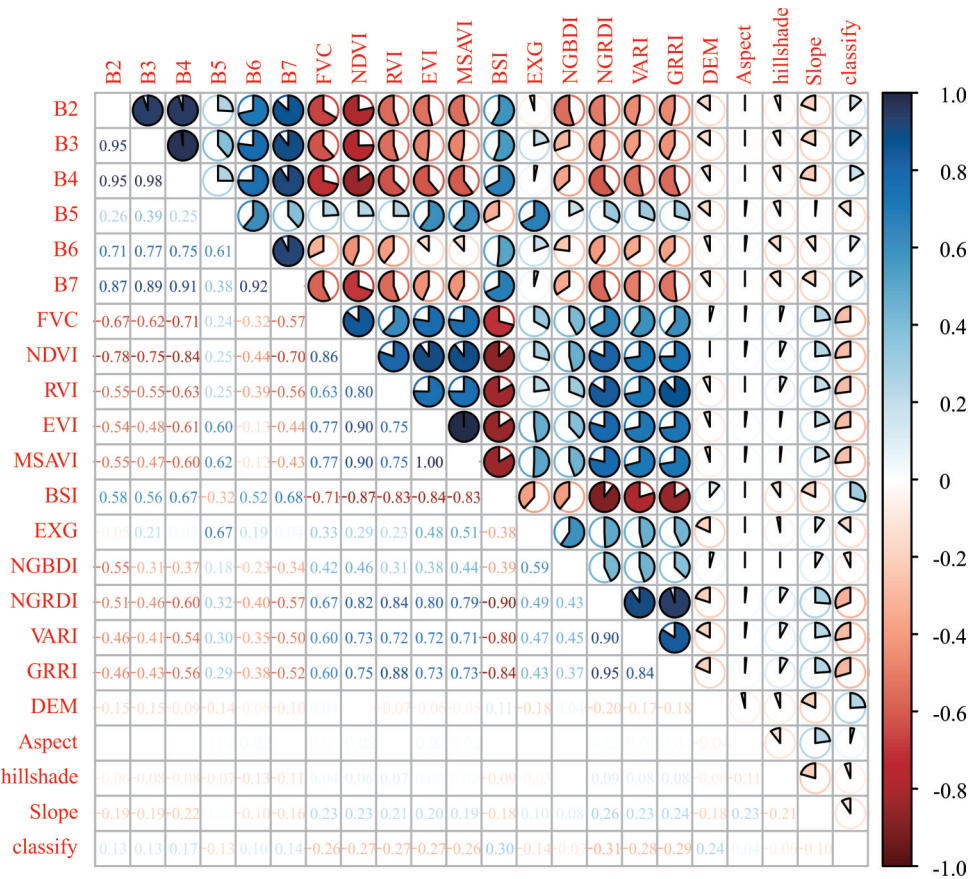 B2 B3 B4 B5 B6 B7 FVC NDVI RVI EVI MSAVI BSI EXG NGBDI NGRDI VARI GRRI DEM Aspect hillshade Slope classify
B2
B3 0.95
B4 0.95 0.98
B5 0.26 0.39 0.25
B6 0.71 0.77 0.75 0.61
B7 0.87 0.89 0.91 0.38 0.92
FVC -0.67 -0.62 -0.71 0.24 -0.32 -0.57
NDVI -0.78 -0.75 -0.84 0.25 -0.44 -0.70 0.86
RVI -0.55 -0.55 -0.63 0.25 -0.39 -0.56 0.63 0.80
EVI -0.54 -0.48 -0.61 0.60 -0.13 -0.44 0.77 0.90 0.75
MSAVI -0.55 -0.47 -0.60 0.62 -0.12 -0.43 0.77 0.90 0.75 1.00
BSI 0.58 0.56 0.67 -0.32 0.52 0.68 -0.71 -0.87 -0.83 -0.84 -0.83
EXG 0.21 0.67 0.19 0.33 0.29 0.23 0.48 0.51 -0.38
NGBDI -0.55 -0.31 -0.37 0.18 -0.23 -0.34 0.42 0.46 0.31 0.38 0.44 -0.39 0.59
NGRDI -0.51 -0.46 -0.60 0.32 -0.40 -0.57 0.67 0.82 0.84 0.80 0.79 -0.90 0.49 0.43
VARI -0.46 -0.41 -0.54 0.30 -0.35 -0.50 0.60 0.73 0.72 0.72 0.71 -0.80 0.47 0.45 0.90
GRRI -0.46 -0.43 -0.56 0.29 -0.38 -0.52 0.60 0.75 0.88 0.73 0.73 -0.84 0.43 0.37 0.95 0.84
DEM -0.15 -0.15 -0.09 -0.14 -0.10 -0.07 0.11 -0.18 -0.20 -0.17 -0.18
Aspect
hillshade -0.06 -0.08 -0.08 -0.07 -0.13 -0.11 0.04 0.06 0.07 -0.09 0.09 0.08 0.08 -0.06 -0.11
Slope -0.19 -0.19 -0.22 -0.10 -0.16 0.23 0.23 0.21 0.20 0.19 -0.18 0.10 0.08 0.26 0.23 0.24 -0.18 0.23 -0.21
classify 0.13 0.13 0.17 -0.13 0.10 0.14 -0.26 -0.27 -0.27 -0.27 -0.26 0.30 -0.14 -0.07 -0.31 -0.28 -0.29 0.24 0.04 -0.06 -0.10
1.0
0.8
0.6
0.4
0.2
0
-0.2
-0.4
-0.6
-0.8
-1.0